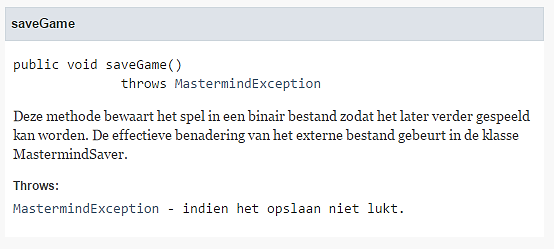 saveGame
public void saveGame()
throws MastermindException
Deze methode bewaart het spel in een binair bestand zodat het later verder gespeeld
kan worden. De effectieve benadering van het externe bestand gebeurt in de klasse
MastermindSaver.
Throws:
MastermindException - indien het opslaan niet lukt.